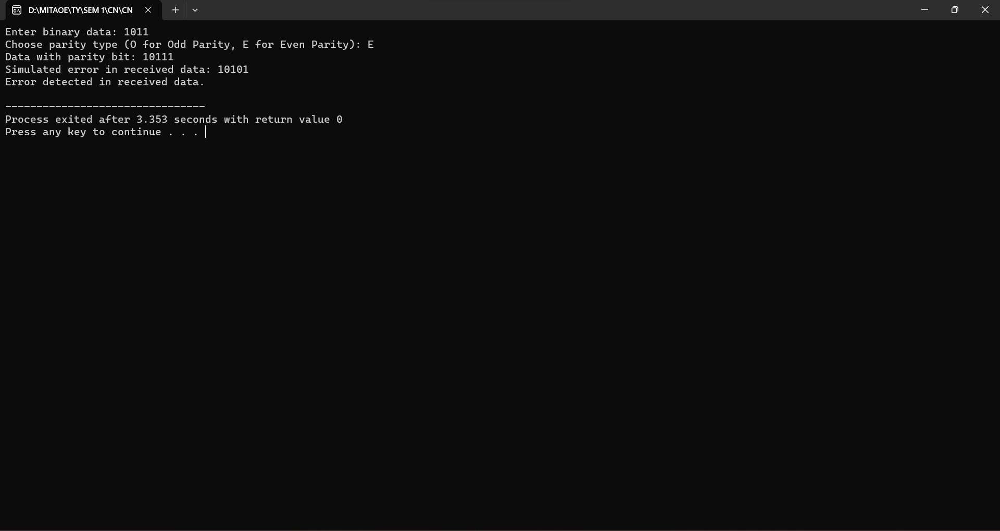 D:\MITAOE\TY\SEM 1\CN\CN
Enter binary data: 1011
Choose parity type (O for Odd Parity, E for Even Parity): E
Data with parity bit: 10111
Simulated error in received data: 10101
Error detected in received data.
--------------------------------
Process exited after 3.353 seconds with return value 0
Press any key to continue . . .